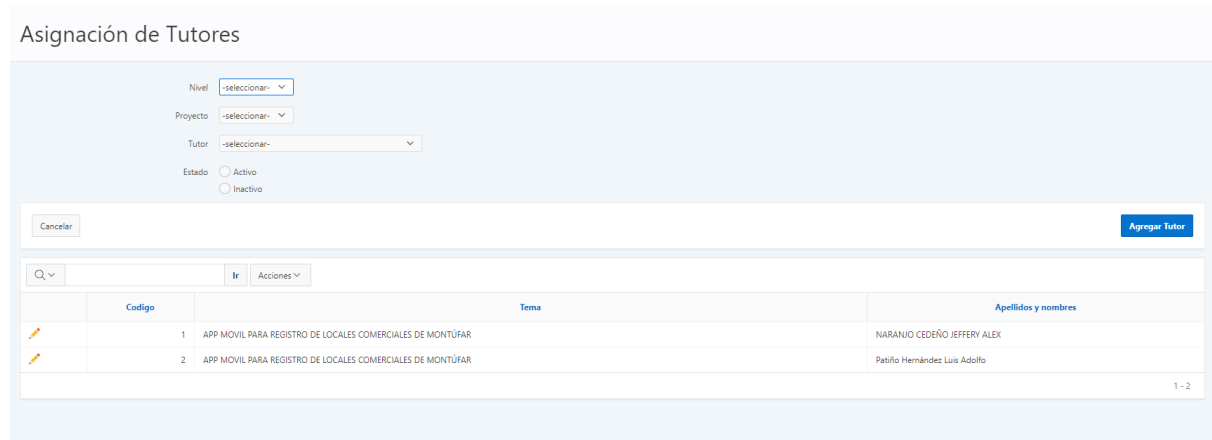 Asignación de Tutores
Nivel -seleccionar-
Proyecto -seleccionar-
Tutor -seleccionar-
Estado Activo
Inactivo
Cancelar Agregar Tutor
Ir Acciones
Codigo Tema Apellidos y nombres
1 APP MOVIL PARA REGISTRO DE LOCALES COMERCIALES DE MONTÚFAR NARANJO CEDEÑO JEFFERY ALEX
2 APP MOVIL PARA REGISTRO DE LOCALES COMERCIALES DE MONTÚFAR Patiño Hernández Luis Adolfo
1 - 2